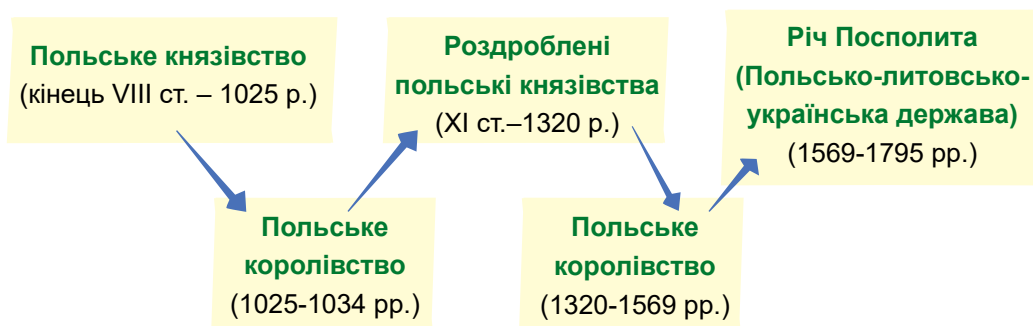 Польське князівство
(кінець VIII ст. – 1025 р.)
Польське
королівство
(1025-1034 рр.)
Роздроблені
польські князівства
(XI ст.–1320 р.)
Польське
королівство
(1320-1569 рр.)
Річ Посполита
(Польсько-литовсько-
українська держава)
(1569-1795 рр.)